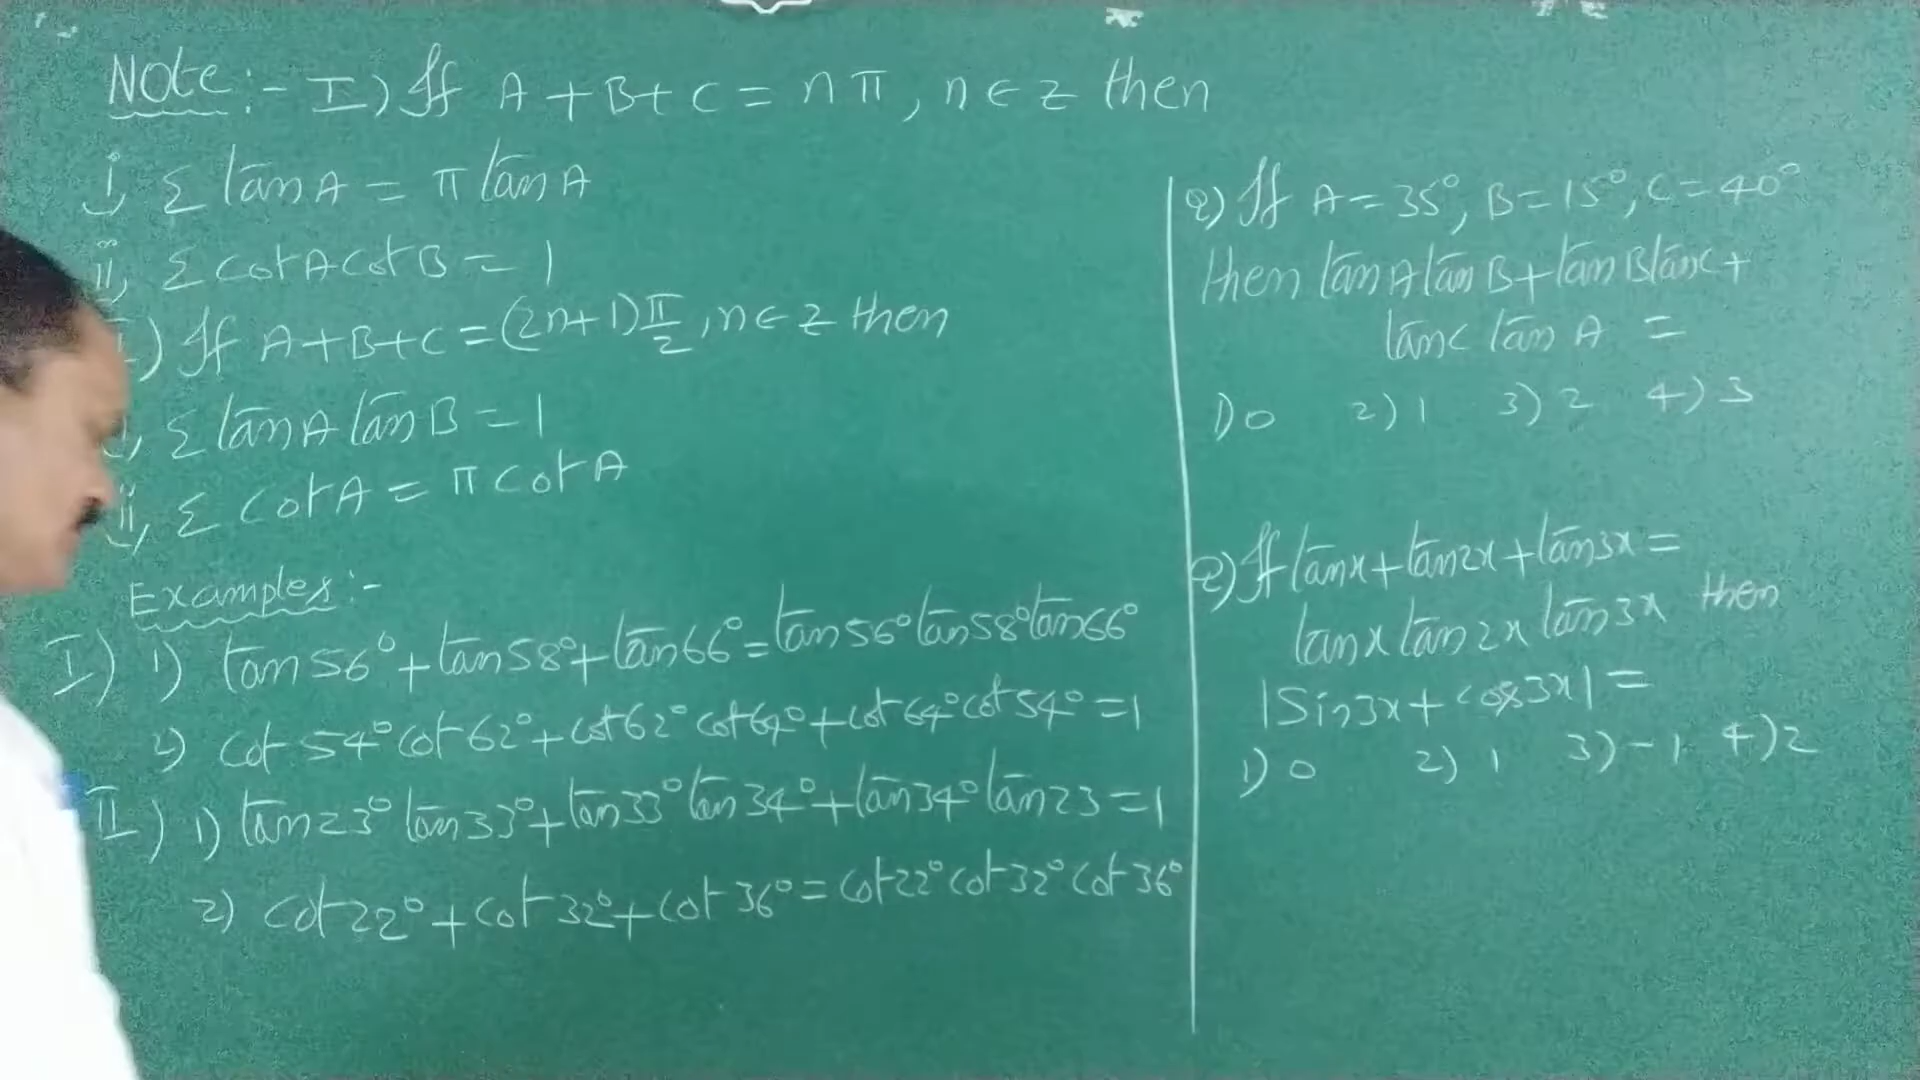 Note:- I) If A+B+C = nπ, n∈z then
i, Σ tan A = π tan A
ii, Σ cot A cot B = 1
) If A+B+C = (2n+1)π/2, n∈z then
i, Σ tan A tan B = 1
ii, Σ cot A = π cot A
Examples:-
I) 1) tan 56° + tan 58° + tan 66° = tan 56° tan 58° tan 66°
2) cot 54° cot 62° + cot 62° cot 64° + cot 64° cot 54° = 1
II) 1) tan 23° tan 33° + tan 33° tan 34° + tan 34° tan 23 = 1
2) cot 22° + cot 32° + cot 36° = cot 22° cot 32° cot 36°
Q) If A = 35°, B = 15°, C = 40°
then tan A tan B + tan B tan C +
tan C tan A =
1) 0 2) 1 3) 2 4) 3
Q) If tan x + tan 2x + tan 3x =
tan x tan 2x tan 3x then
|Sin 3x + cos 3x| =
1) 0 2) 1 3) -1 4) 2